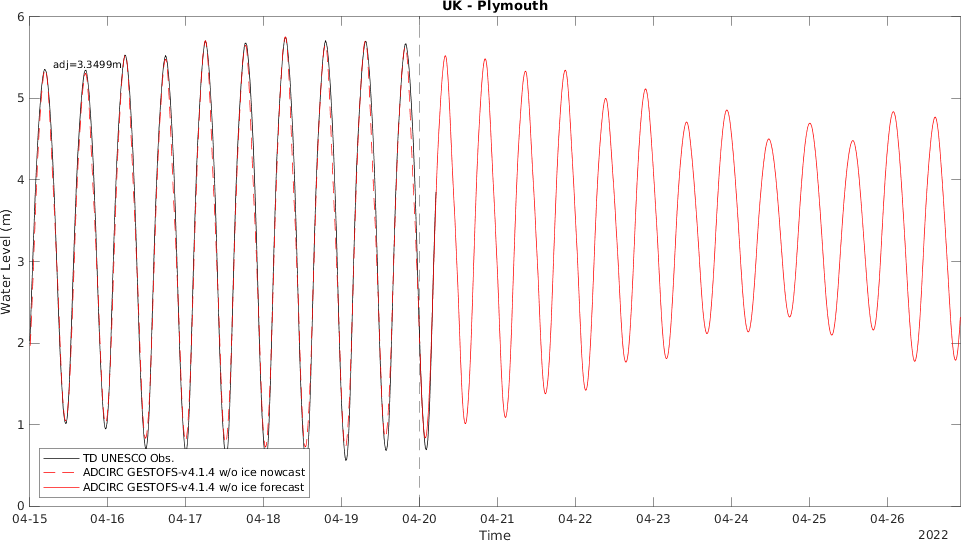 UK - Plymouth
adj=3.3499m
Water Level (m)
6
5
4
3
2
1
0
TD UNESCO Obs.
ADCIRC GESTOFS-v4.1.4 w/o ice nowcast
ADCIRC GESTOFS-v4.1.4 w/o ice forecast
04-15 04-16 04-17 04-18 04-19 04-20 04-21 04-22 04-23 04-24 04-25 04-26
Time
2022